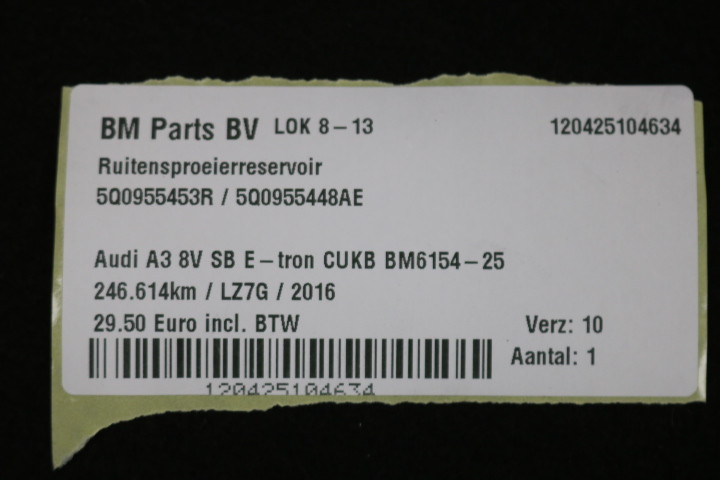 BM Parts BV LOK 8-13 120425104634
Ruitensproeierreservoir
5Q0955453R / 5Q0955448AE
Audi A3 8V SB E-tron CUKB BM6154-25
246.614km / LZ7G / 2016
29.50 Euro incl. BTW Verz: 10
Aantal: 1
120425104634